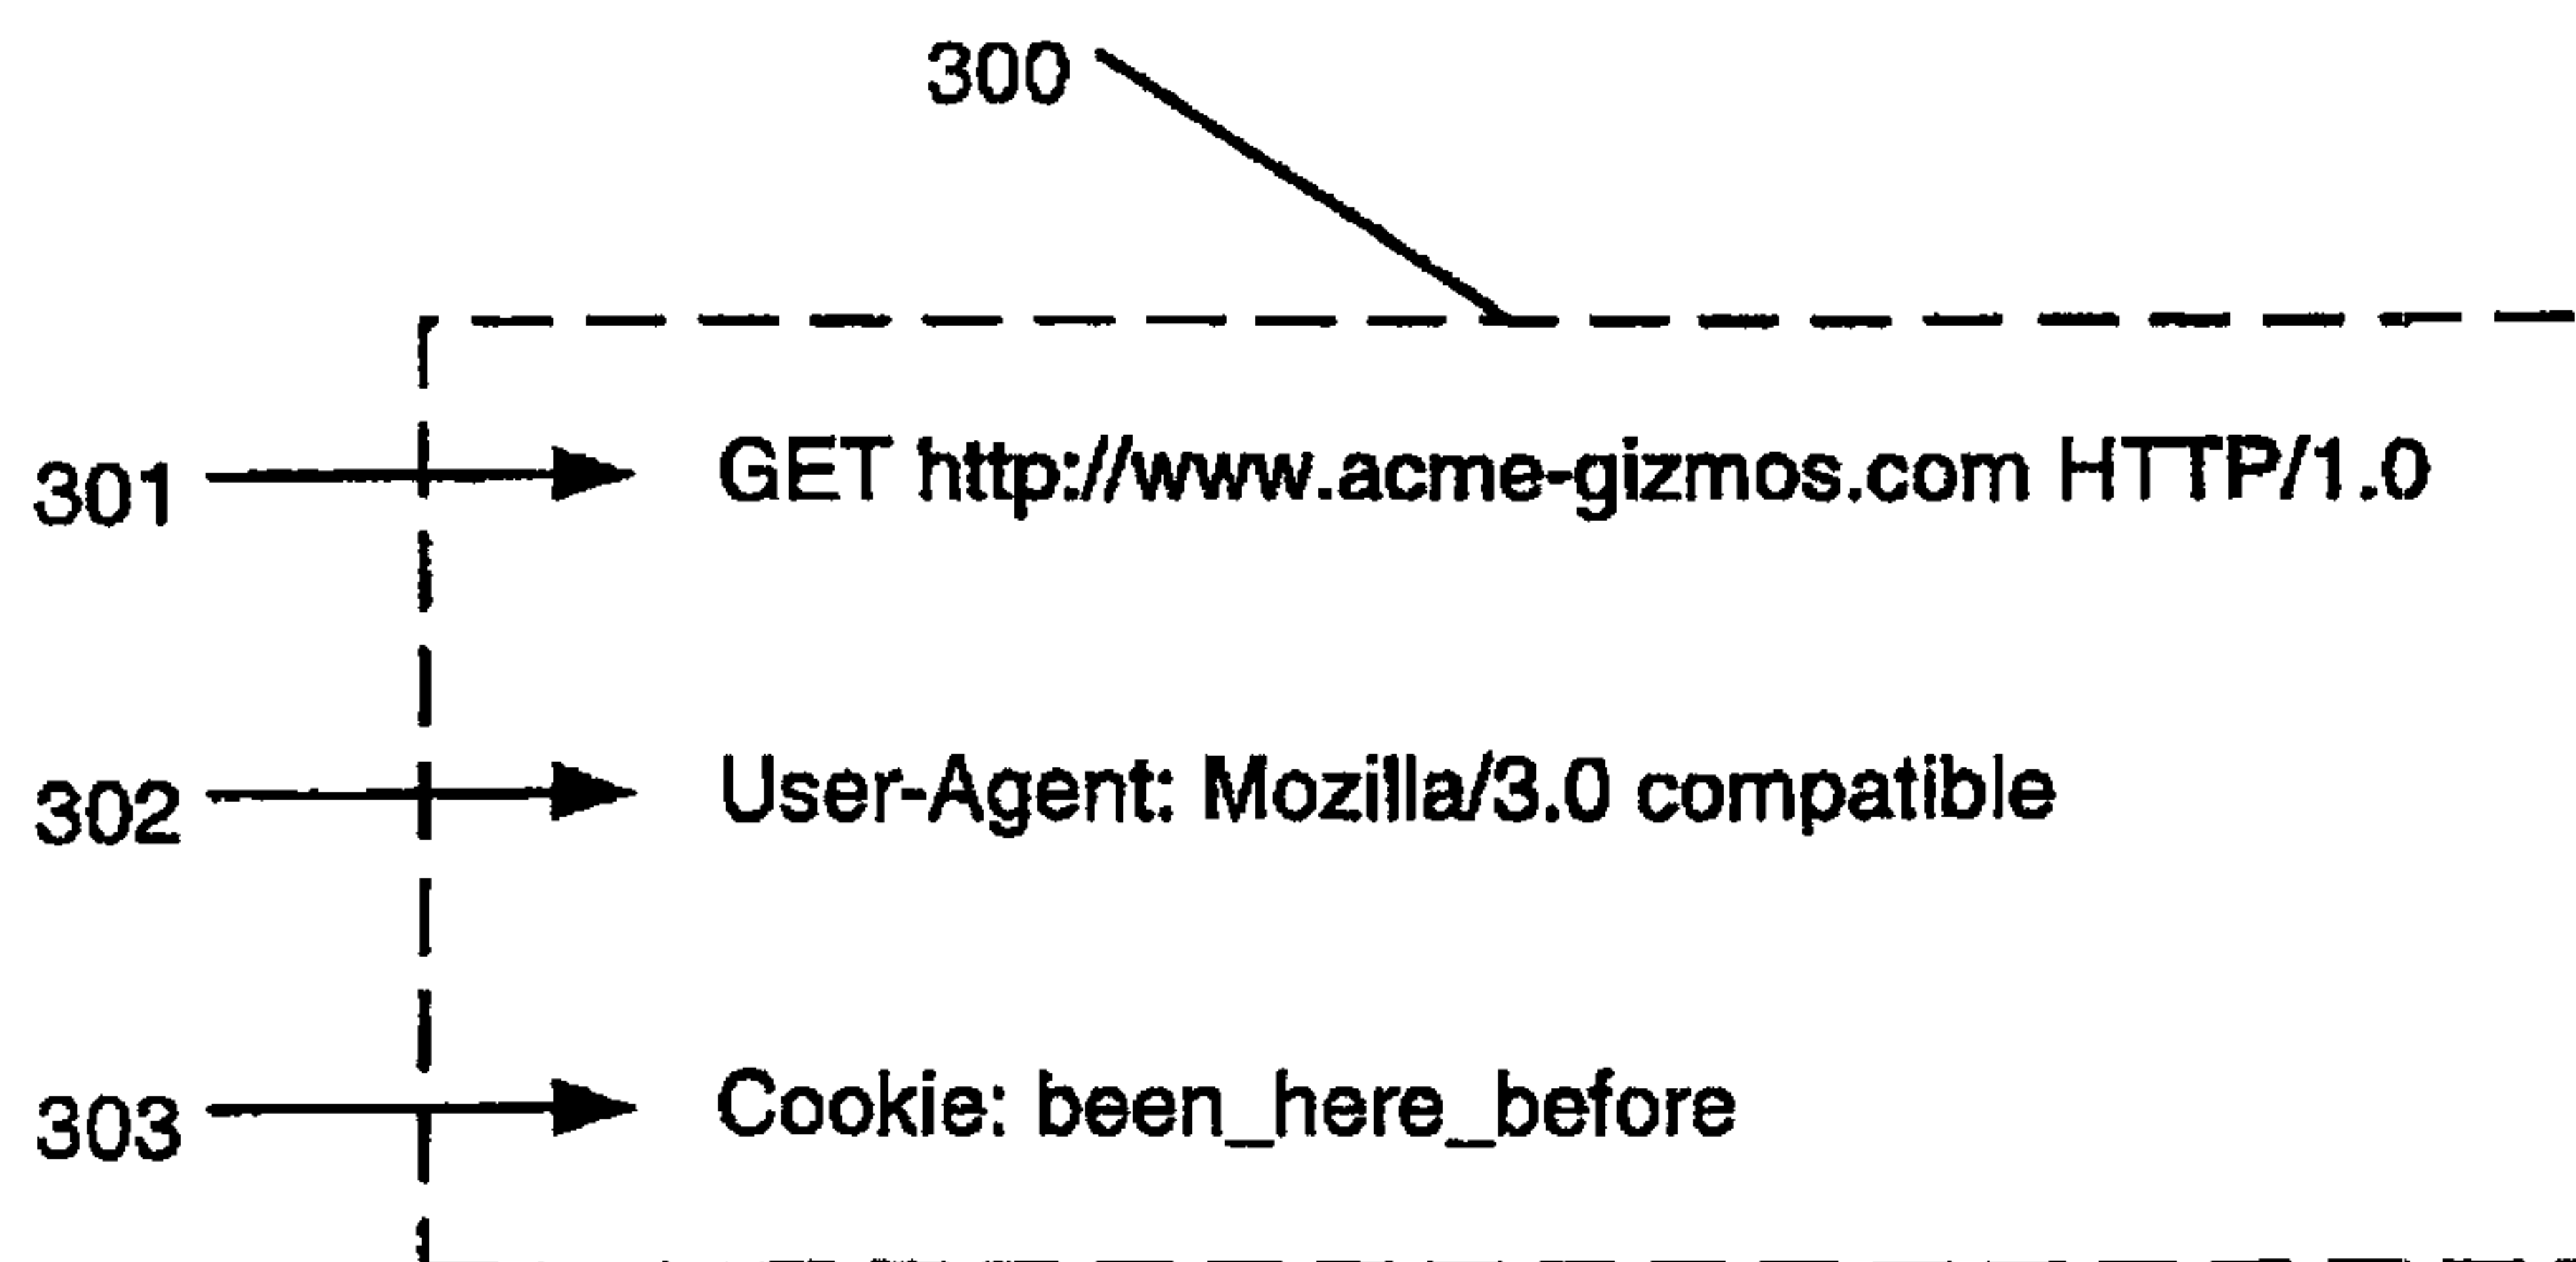 300
301 GET http://www.acme-gizmos.com HTTP/1.0
302 User-Agent: Mozilla/3.0 compatible
303 Cookie: been_here_before